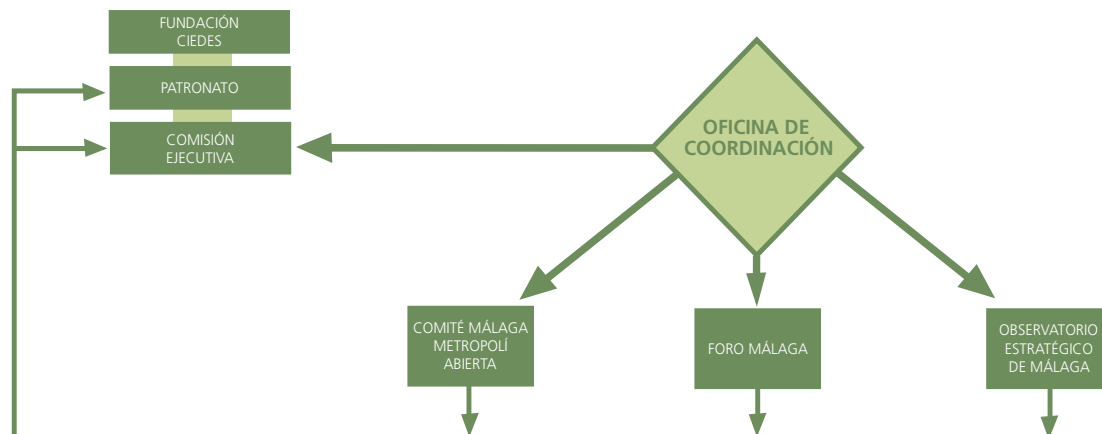 FUNDACIÓN
CIEDES
PATRONATO
COMISIÓN
EJECUTIVA
OFICINA DE
COORDINACIÓN
COMITÉ MÁLAGA
METROPOLÍ
ABIERTA
FORO MÁLAGA
OBSERVATORIO
ESTRATÉGICO
DE MÁLAGA